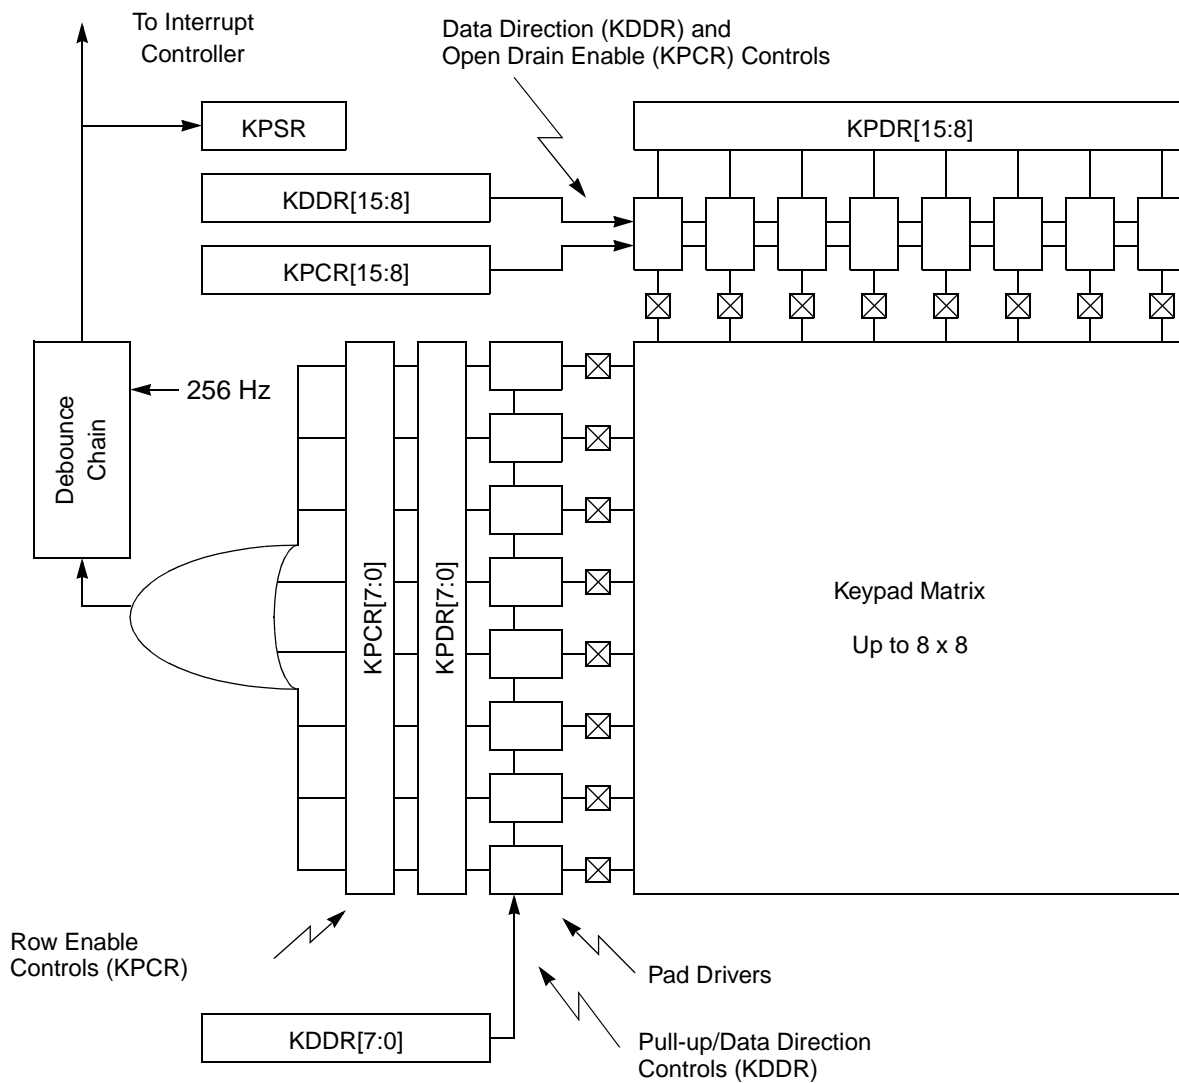 To Interrupt
Controller
Data Direction (KDDR) and
Open Drain Enable (KPCR) Controls
KPSR
KPDR[15:8]
KDDR[15:8]
KPCR[15:8]
256 Hz
Debounce
Chain
KPCR[7:0]
KPDR[7:0]
Keypad Matrix
Up to 8 x 8
Row Enable
Controls (KPCR)
Pad Drivers
KDDR[7:0]
Pull-up/Data Direction
Controls (KDDR)